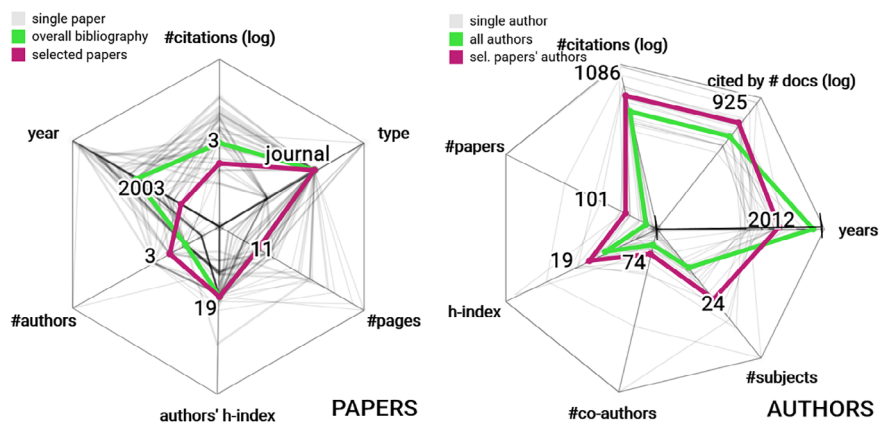 single paper
overall bibliography
selected papers
#citations (log)
year
type
3
journal
2003
3
11
19
#authors
#pages
authors' h-index
PAPERS
single author
all authors
sel. papers' authors
#citations (log)
1086
cited by # docs (log)
925
#papers
101
2012
years
19
74
24
h-index
#subjects
#co-authors
AUTHORS